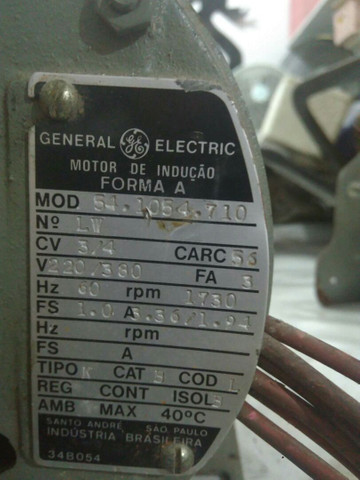 GENERAL GE ELECTRIC
MOTOR DE INDUÇÃO
FORMA A
MOD 54.1054.710
Nº LW
CV 3/4 CARC 56
V 220.380 FA 3
Hz 60 rpm 1730
FS 1.0 A 3.36/1.94
Hz rpm
FS A
TIPO K CAT COD L
REG CONT ISOL
AMB MAX 40ºC
SANTO ANDRÉ SÃO PAULO
INDÚSTRIA BRASILEIRA
34B054